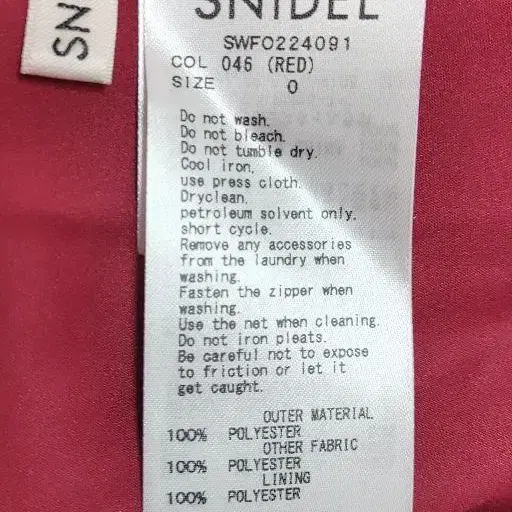 SN
SNIDEL
SWFO224091
COL 046 (RED)
SIZE 0
Do not wash.
Do not bleach.
Do not tumble dry.
Cool iron,
use press cloth.
Dryclean,
petroleum solvent only,
short cycle.
Remove any accessories
from the laundry when
washing.
Fasten the zipper when
washing.
Use the net when cleaning.
Do not iron pleats.
Be careful not to expose
to friction or let it
get caught.
OUTER MATERIAL
100% POLYESTER
OTHER FABRIC
100% POLYESTER
LINING
100% POLYESTER